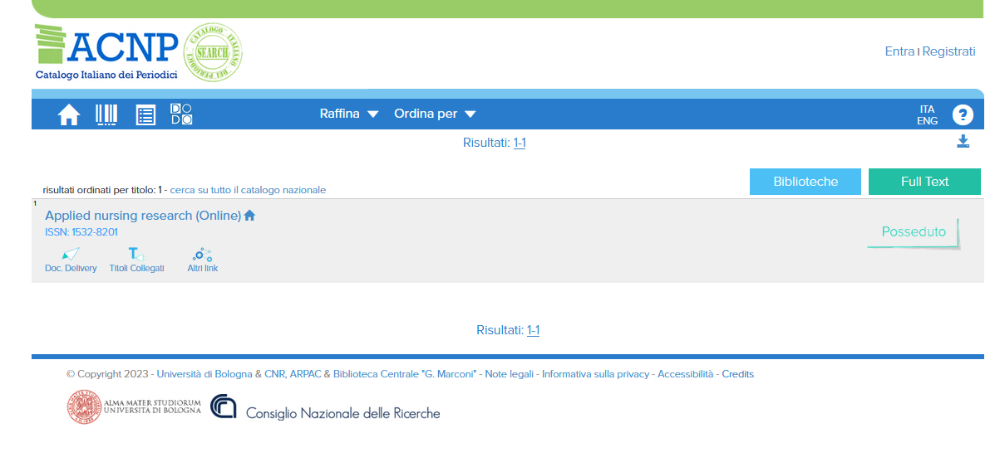 ACNP
Catalogo Italiano dei Periodici
CATALOGO ITALIANO DEI PERIODICI
SEARCH
Entra | Registrati
Raffina Ordina per
ITA
ENG
?
Risultati: 1-1
Biblioteche Full Text
risultati ordinati per titolo: 1 - cerca su tutto il catalogo nazionale
1
Applied nursing research (Online)
ISSN: 1532-8201
Posseduto
Doc. Delivery Titoli Collegati Altri link
Risultati: 1-1
© Copyright 2023 - Università di Bologna & CNR, ARPAC & Biblioteca Centrale "G. Marconi" - Note legali - Informativa sulla privacy - Accessibilità - Credits
ALMA MATER STUDIORUM
UNIVERSITÀ DI BOLOGNA
Consiglio Nazionale delle Ricerche